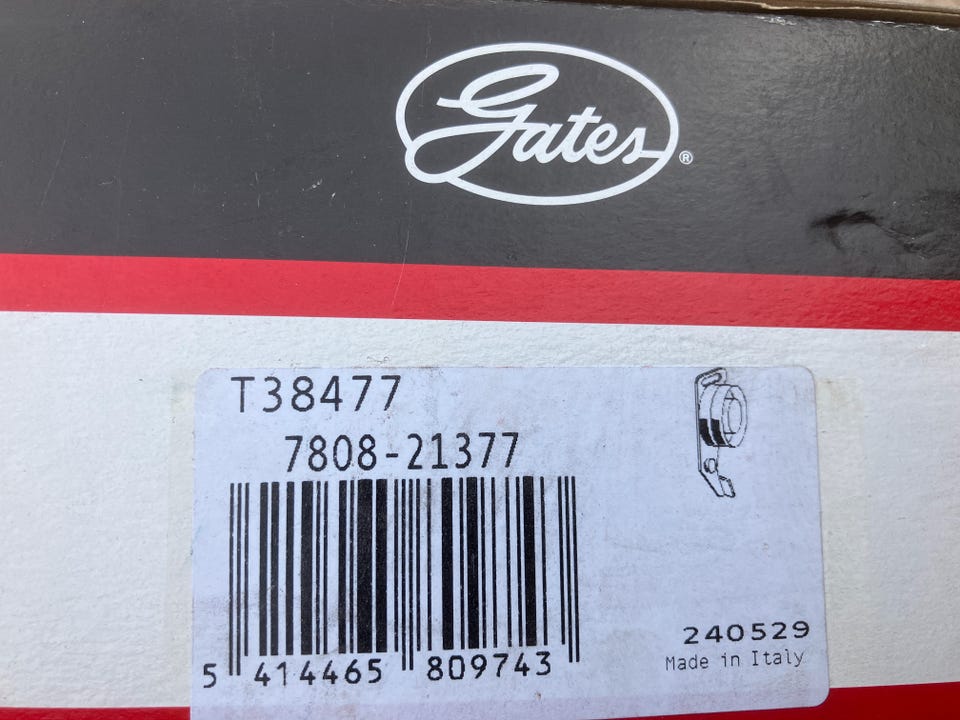 Gates®
T38477
7808-21377
5 414465 809743
240529
Made in Italy